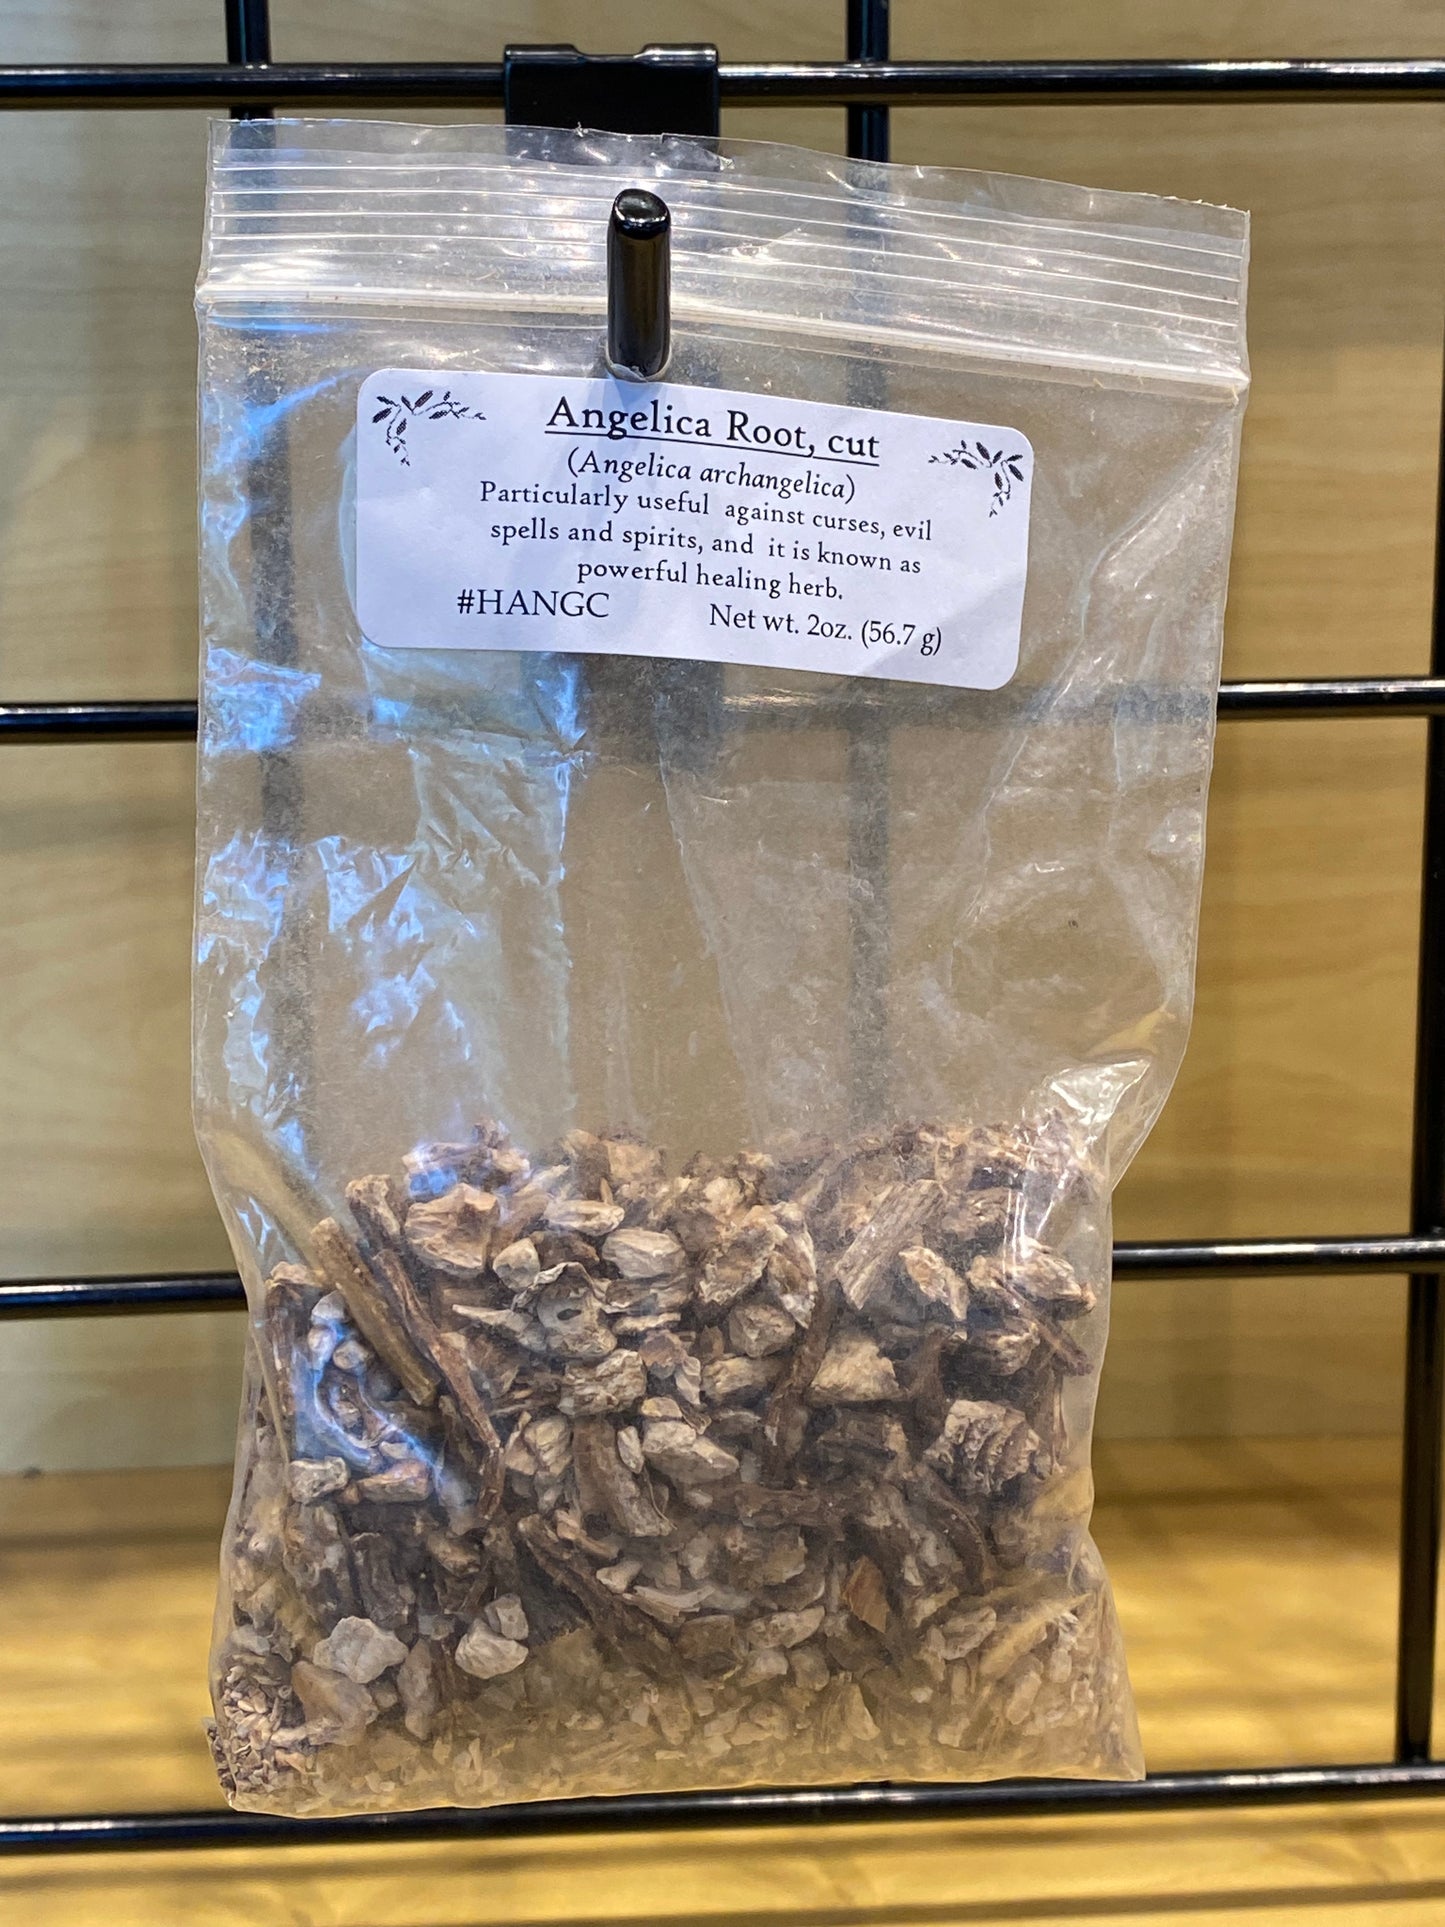 Angelica Root, cut
(Angelica archangelica)
Particularly useful against curses, evil
spells and spirits, and it is known as
powerful healing herb.
#HANGC Net wt. 2oz. (56.7 g)